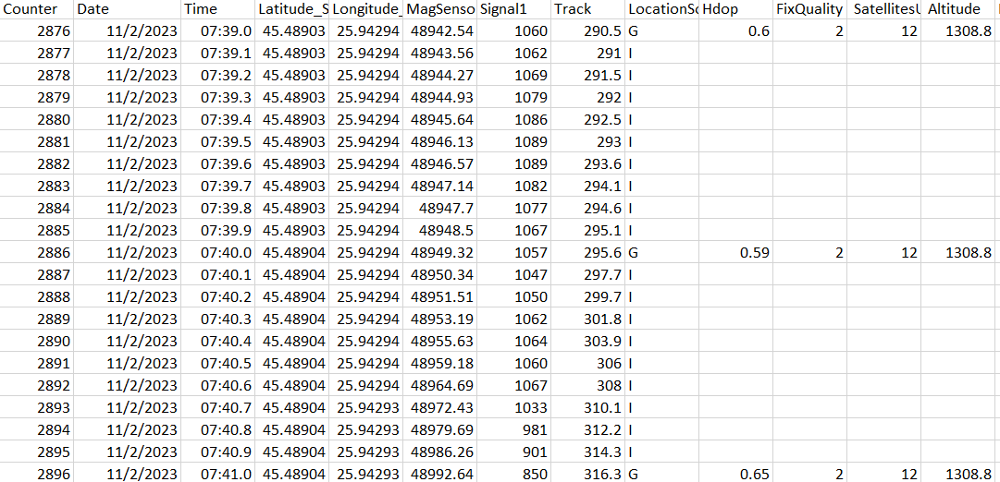 Counter Date Time Latitude_S Longitude_ MagSenso Signal1 Track LocationSo Hdop FixQuality SatellitesU Altitude
2876 11/2/2023 07:39.0 45.48903 25.94294 48942.54 1060 290.5 G 0.6 2 12 1308.8
2877 11/2/2023 07:39.1 45.48903 25.94294 48943.56 1062 291 I
2878 11/2/2023 07:39.2 45.48903 25.94294 48944.27 1069 291.5 I
2879 11/2/2023 07:39.3 45.48903 25.94294 48944.93 1079 292 I
2880 11/2/2023 07:39.4 45.48903 25.94294 48945.64 1086 292.5 I
2881 11/2/2023 07:39.5 45.48903 25.94294 48946.13 1089 293 I
2882 11/2/2023 07:39.6 45.48903 25.94294 48946.57 1089 293.6 I
2883 11/2/2023 07:39.7 45.48903 25.94294 48947.14 1082 294.1 I
2884 11/2/2023 07:39.8 45.48903 25.94294 48947.7 1077 294.6 I
2885 11/2/2023 07:39.9 45.48903 25.94294 48948.5 1067 295.1 I
2886 11/2/2023 07:40.0 45.48904 25.94294 48949.32 1057 295.6 G 0.59 2 12 1308.8
2887 11/2/2023 07:40.1 45.48904 25.94294 48950.34 1047 297.7 I
2888 11/2/2023 07:40.2 45.48904 25.94294 48951.51 1050 299.7 I
2889 11/2/2023 07:40.3 45.48904 25.94294 48953.19 1062 301.8 I
2890 11/2/2023 07:40.4 45.48904 25.94294 48955.63 1064 303.9 I
2891 11/2/2023 07:40.5 45.48904 25.94294 48959.18 1060 306 I
2892 11/2/2023 07:40.6 45.48904 25.94294 48964.69 1067 308 I
2893 11/2/2023 07:40.7 45.48904 25.94293 48972.43 1033 310.1 I
2894 11/2/2023 07:40.8 45.48904 25.94293 48979.69 981 312.2 I
2895 11/2/2023 07:40.9 45.48904 25.94293 48986.26 901 314.3 I
2896 11/2/2023 07:41.0 45.48904 25.94293 48992.64 850 316.3 G 0.65 2 12 1308.8